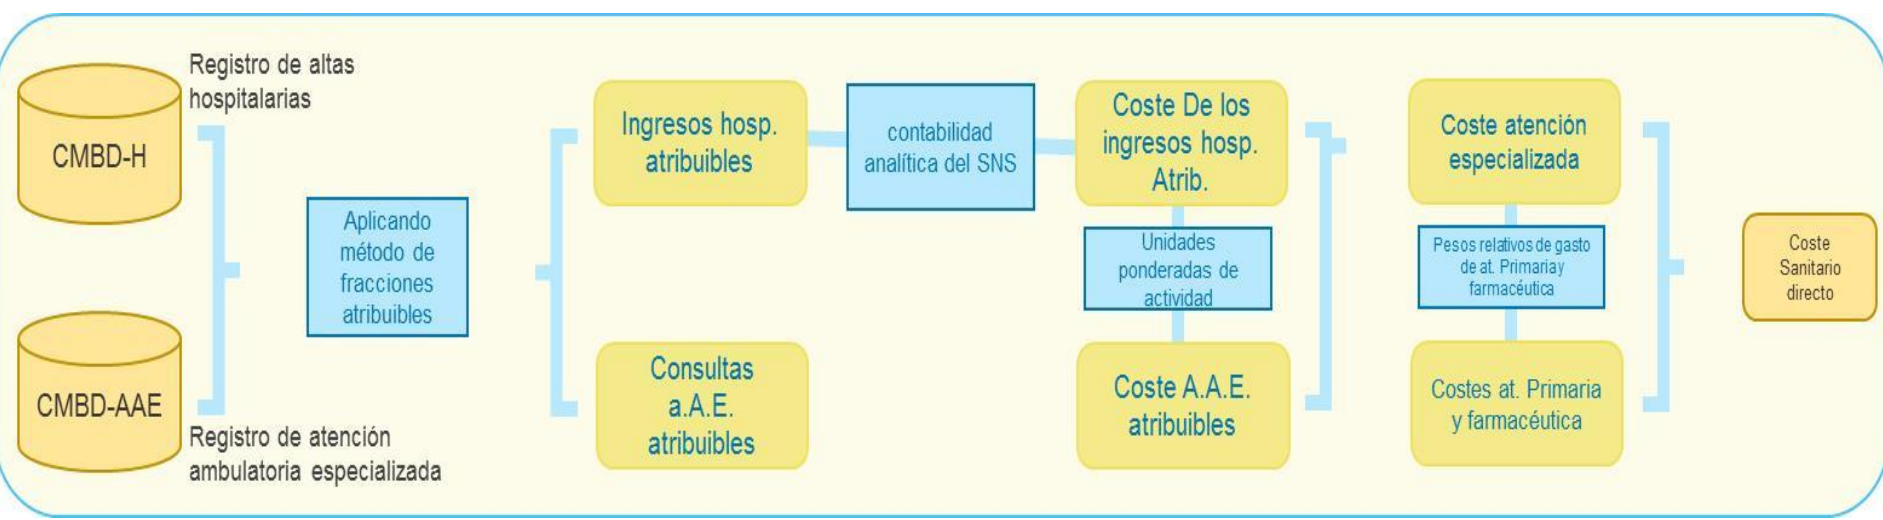 Registro de altas
hospitalarias
CMBD-H
CMBD-AAE
Registro de atención
ambulatoria especializada
Aplicando
método de
fracciones
atribuibles
Ingresos hosp.
atribuibles
Consultas
a.A.E.
atribuibles
contabilidad
analítica del SNS
Coste De los
ingresos hosp.
Atrib.
Unidades
ponderadas de
actividad
Coste A.A.E.
atribuibles
Coste atención
especializada
Pesos relativos de gasto
de at. Primaria y
farmacéutica
Costes at. Primaria
y farmacéutica
Coste
Sanitario
directo